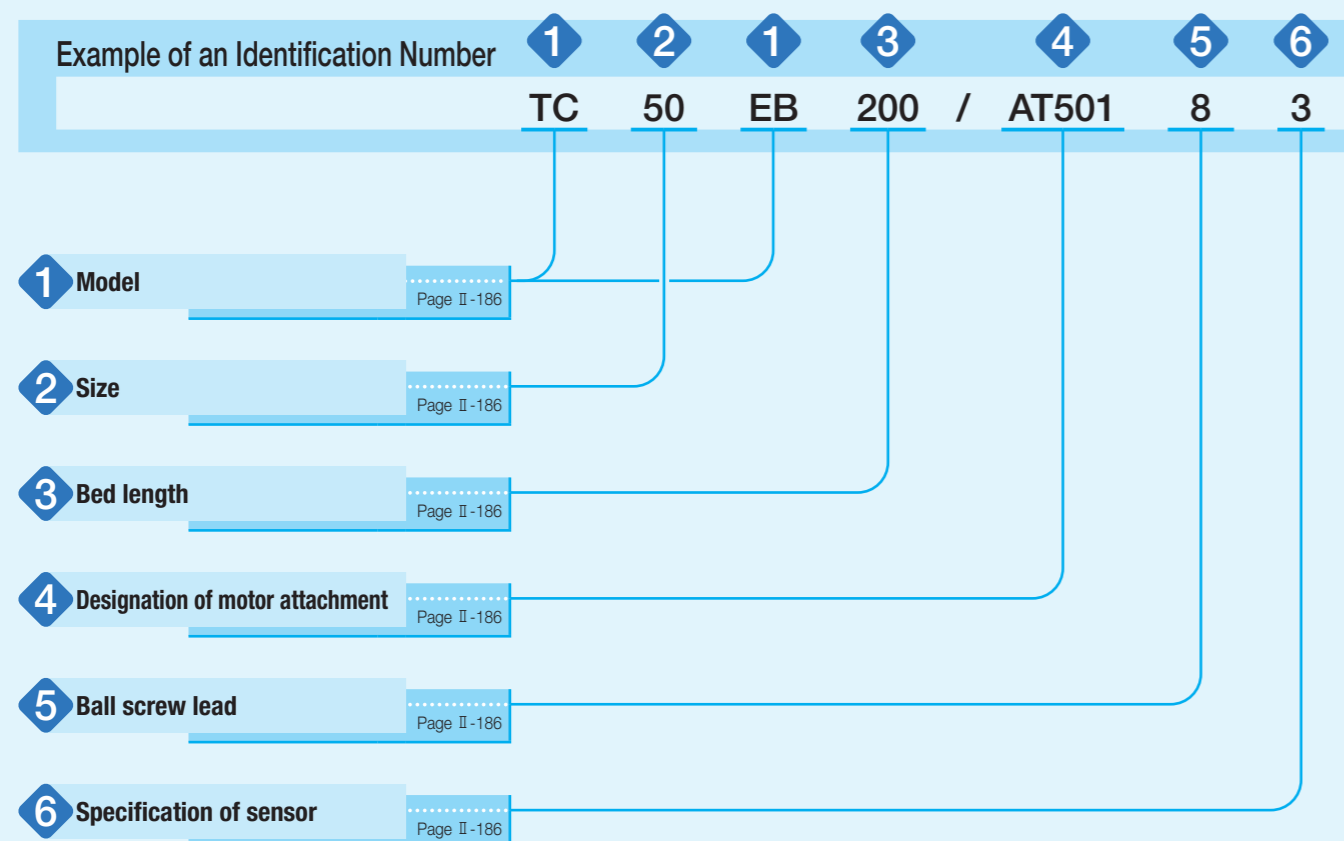 1 2 1 3 4 5 6
Example of an Identification Number
TC 50 EB 200 / AT501 8 3
1 Model
Page Ⅱ-186
2 Size
Page Ⅱ-186
3 Bed length
Page Ⅱ-186
4 Designation of motor attachment
Page Ⅱ-186
5 Ball screw lead
Page Ⅱ-186
6 Specification of sensor
Page Ⅱ-186